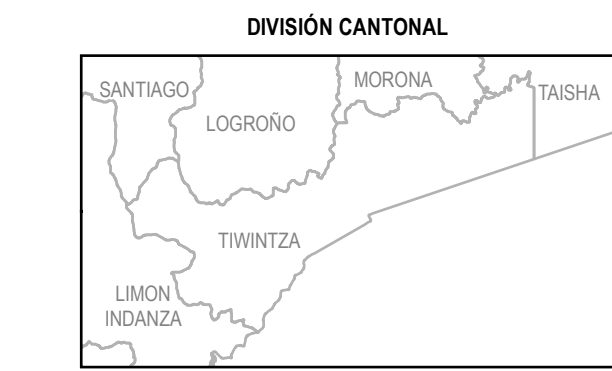 DIVISIÓN CANTONAL
SANTIAGO
MORONA
TAISHA
LOGROÑO
TIWINTZA
LIMON
INDANZA